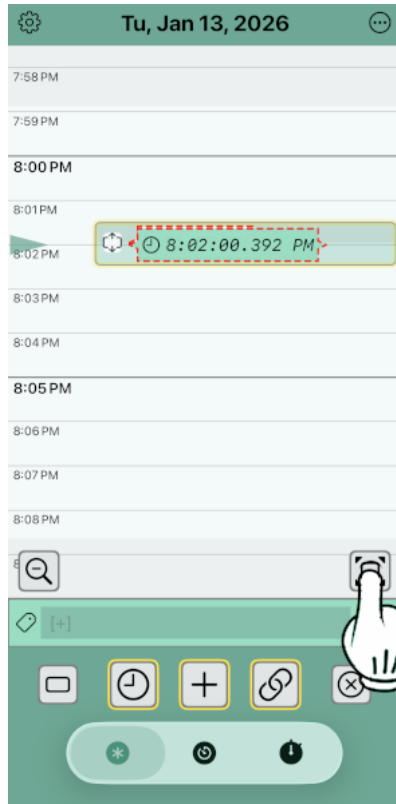 Tu, Jan 13, 2026
7:58 PM
7:59 PM
8:00 PM
8:01 PM
8:02:00.392 PM
8:02 PM
8:03 PM
8:04 PM
8:05 PM
8:06 PM
8:07 PM
8:08 PM
[+]